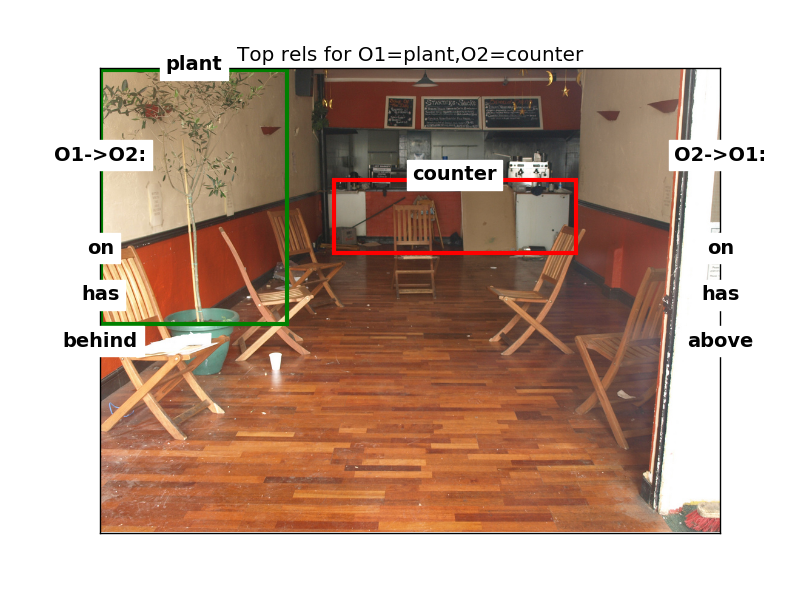 Top rels for O1=plant,O2=counter
plant
O1->O2:
O2->O1:
counter
on
on
has
has
behind
above